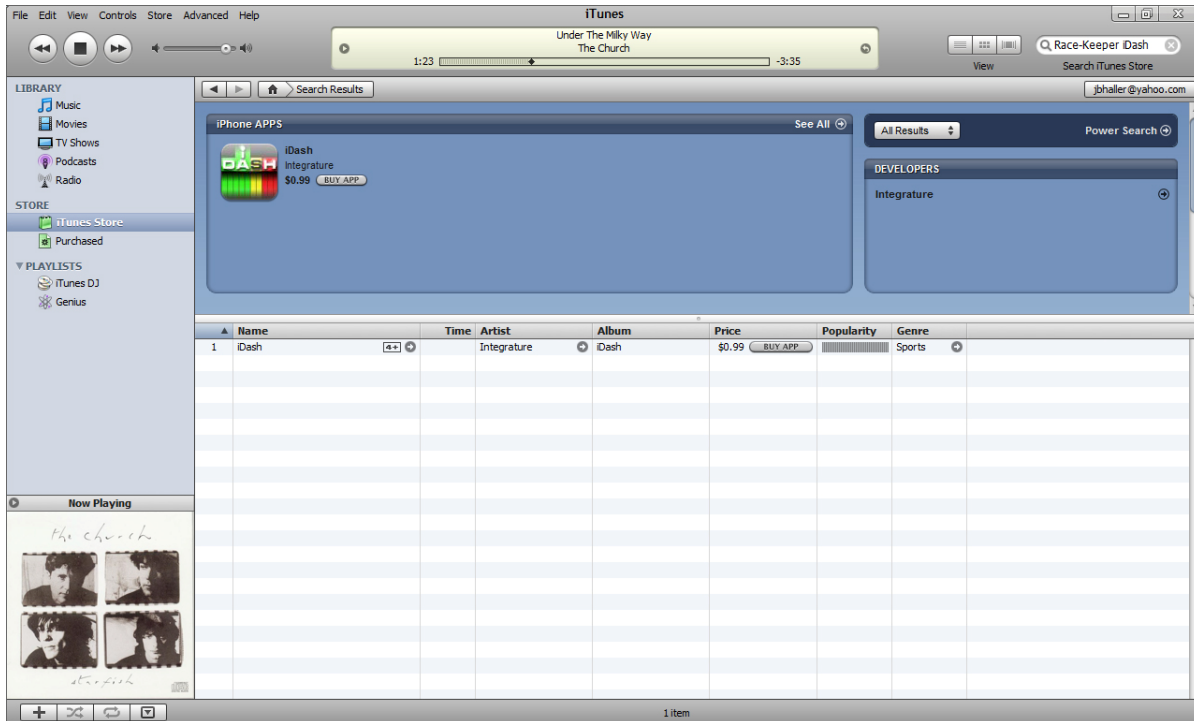 File Edit View Controls Store Advanced Help
iTunes
Under The Milky Way
The Church
1:23
-3:35
View
Race-Keeper iDash
Search iTunes Store
LIBRARY
Music
Movies
TV Shows
Podcasts
Radio
STORE
iTunes Store
Purchased
PLAYLISTS
iTunes DJ
Genius
Search Results
jbhaller@yahoo.com
iPhone APPS
See All
i DASH
iDash
Integrature
$0.99 BUY APP
All Results
Power Search
DEVELOPERS
Integrature
Name Time Artist Album Price Popularity Genre
1 iDash 4+ Integrature iDash $0.99 BUY APP Sports
Now Playing
the church
starfish
1 item